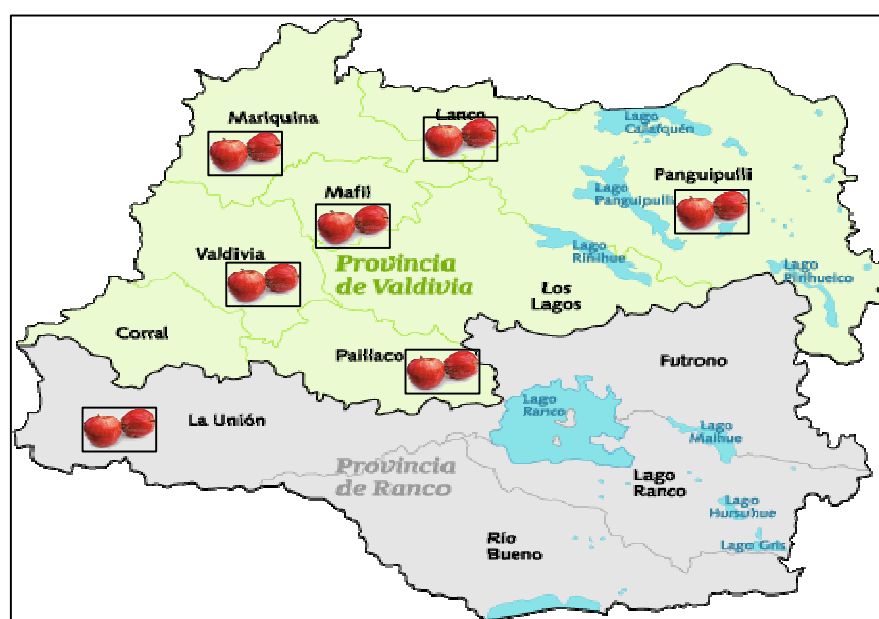 Mariquina
Lanco
Lago
Calafquén
Panguipulli
Lago
Panguipulli
Mafil
Valdivia
Lago
Riñihue
Provincia
de Valdivia
Lago
Pirihueico
Los
Lagos
Corral
Paillaco
Futrono
Lago
Ranco
La Unión
Lago
Maihue
Provincia
de Ranco
Lago
Ranco
Lago
Río
Bueno
Lago Gris